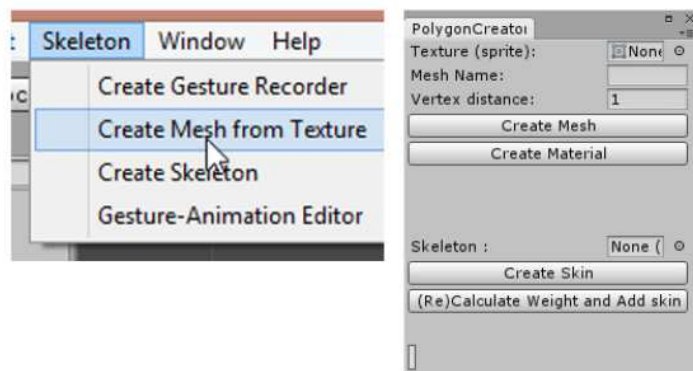 Skeleton Window Help
Create Gesture Recorder
Create Mesh from Texture
Create Skeleton
Gesture-Animation Editor
PolygonCreator
Texture (sprite): None
Mesh Name:
Vertex distance: 1
Create Mesh
Create Material
Skeleton : None (
Create Skin
(Re)Calculate Weight and Add skin